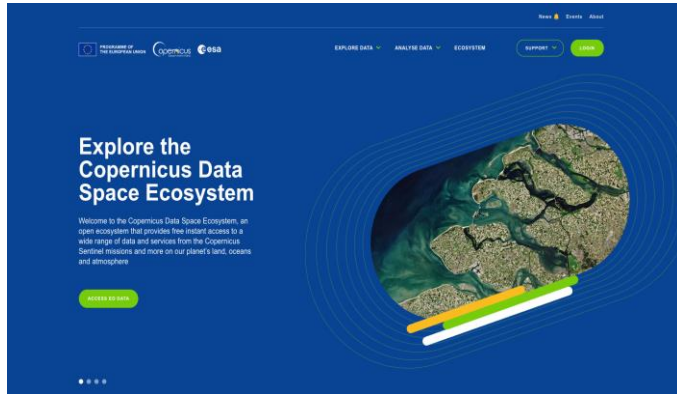 News Events About
PROGRAMME OF
THE EUROPEAN UNION
opernicus
esa
EXPLORE DATA ANALYSE DATA ECOSYSTEM SUPPORT LOGIN
Explore the
Copernicus Data
Space Ecosystem
Welcome to the Copernicus Data Space Ecosystem, an
open ecosystem that provides free instant access to a
wide range of data and services from the Copernicus
Sentinel missions and more on our planet's land, oceans
and atmosphere
ACCESS EO DATA